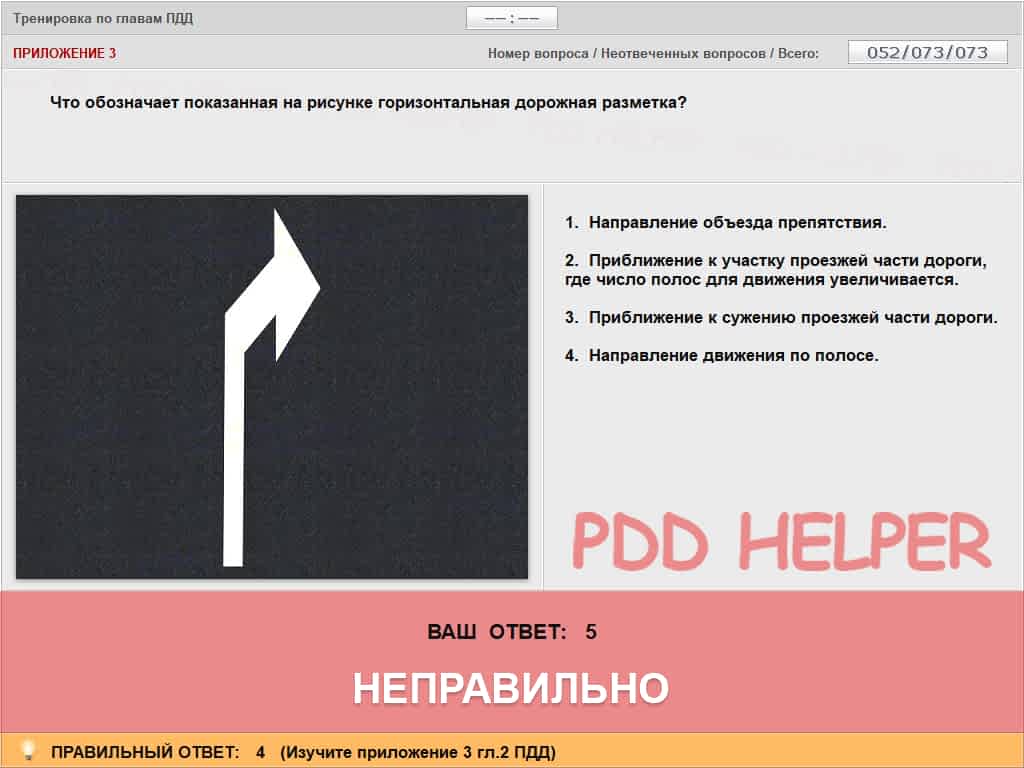 Тренировка по главам ПДД
—— : ——
ПРИЛОЖЕНИЕ 3
Номер вопроса / Неотвеченных вопросов / Всего:
052/073/073
Что обозначает показанная на рисунке горизонтальная дорожная разметка?
1. Направление объезда препятствия.
2. Приближение к участку проезжей части дороги,
где число полос для движения увеличивается.
3. Приближение к сужению проезжей части дороги.
4. Направление движения по полосе.
PDD HELPER
ВАШ ОТВЕТ: 5
НЕПРАВИЛЬНО
ПРАВИЛЬНЫЙ ОТВЕТ: 4 (Изучите приложение 3 гл.2 ПДД)